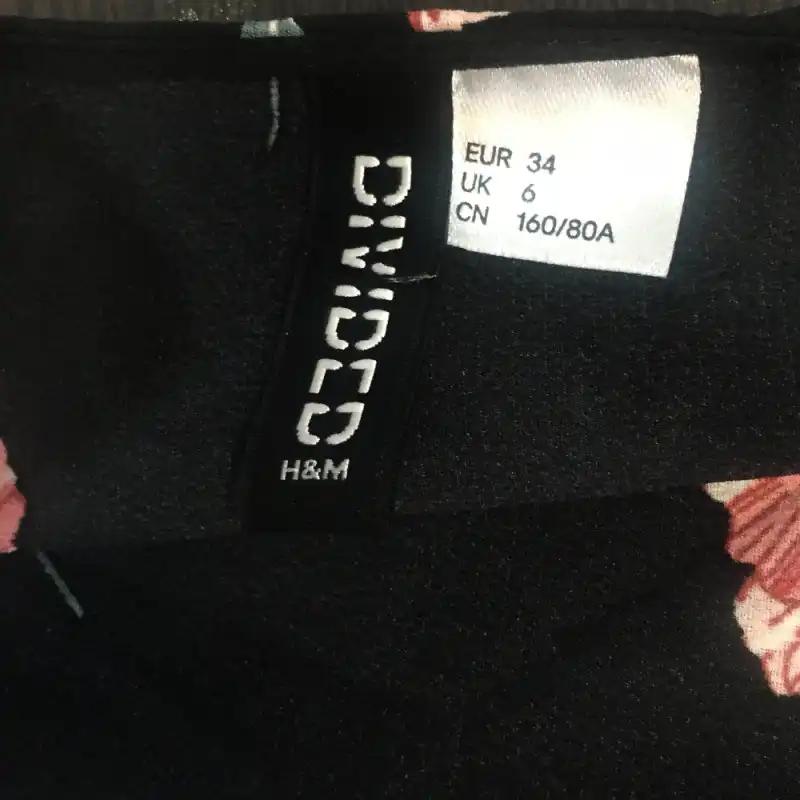 DIVIDED
H&M
EUR 34
UK 6
CN 160/80A